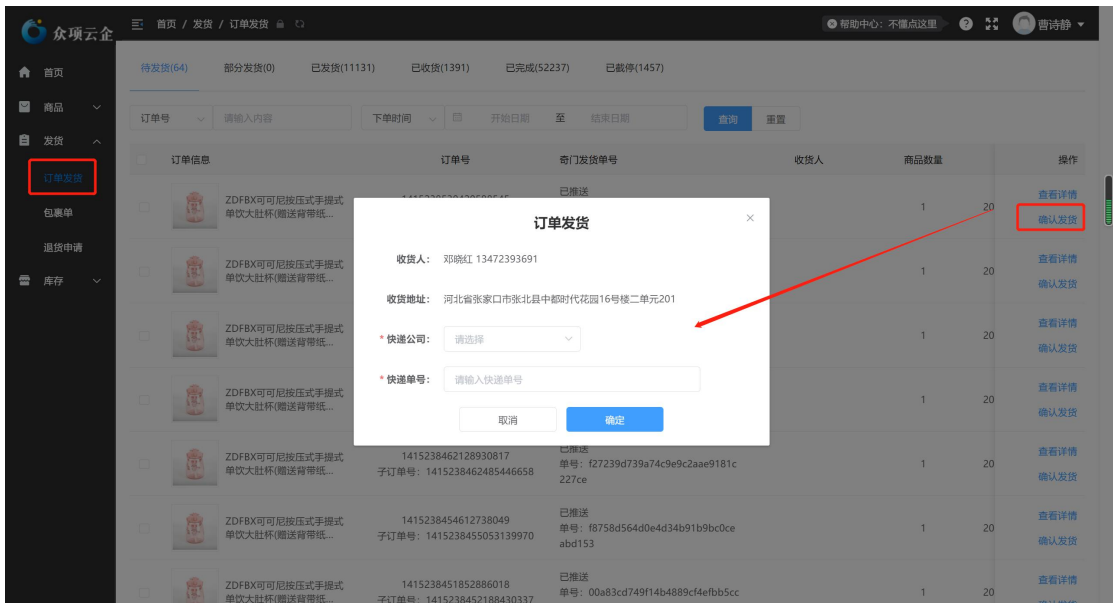 众项云企
首页 / 发货 / 订单发货
帮助中心：不懂点这里
曹诗静
首页
商品
发货
订单发货
包裹单
退货申请
库存
待发货(64) 部分发货(0) 已发货(11131) 已收货(1391) 已完成(52237) 已截停(1457)
订单号 请输入内容 下单时间 开始日期 至 结束日期 查询 重置
订单信息 订单号 奇门发货单号 收货人 商品数量 操作
ZDFBX可可尼按压式手提式
单饮大肚杯(赠送背带纸...
已推送
1 20
查看详情
确认发货
ZDFBX可可尼按压式手提式
单饮大肚杯(赠送背带纸...
1 20
查看详情
确认发货
ZDFBX可可尼按压式手提式
单饮大肚杯(赠送背带纸...
1 20
查看详情
确认发货
ZDFBX可可尼按压式手提式
单饮大肚杯(赠送背带纸...
1 20
查看详情
确认发货
ZDFBX可可尼按压式手提式
单饮大肚杯(赠送背带纸...
1415238462128930817
子订单号：1415238462485446658
已推送
单号：f27239d739a74c9e9c2aae9181c
227ce
1 20
查看详情
确认发货
ZDFBX可可尼按压式手提式
单饮大肚杯(赠送背带纸...
1415238454612738049
子订单号：1415238455053139970
已推送
单号：f8758d564d0e4d34b91b9bc0ce
abd153
1 20
查看详情
确认发货
ZDFBX可可尼按压式手提式
单饮大肚杯(赠送背带纸...
1415238451852886018
子订单号：1415238452188430337
已推送
单号：00a83cd749f14b4889cf4efbb5cc
1 20
查看详情
订单发货
收货人： 邓晓红 13472393691
收货地址： 河北省张家口市张北县中都时代花园16号楼二单元201
* 快递公司： 请选择
* 快递单号： 请输入快递单号
取消 确定